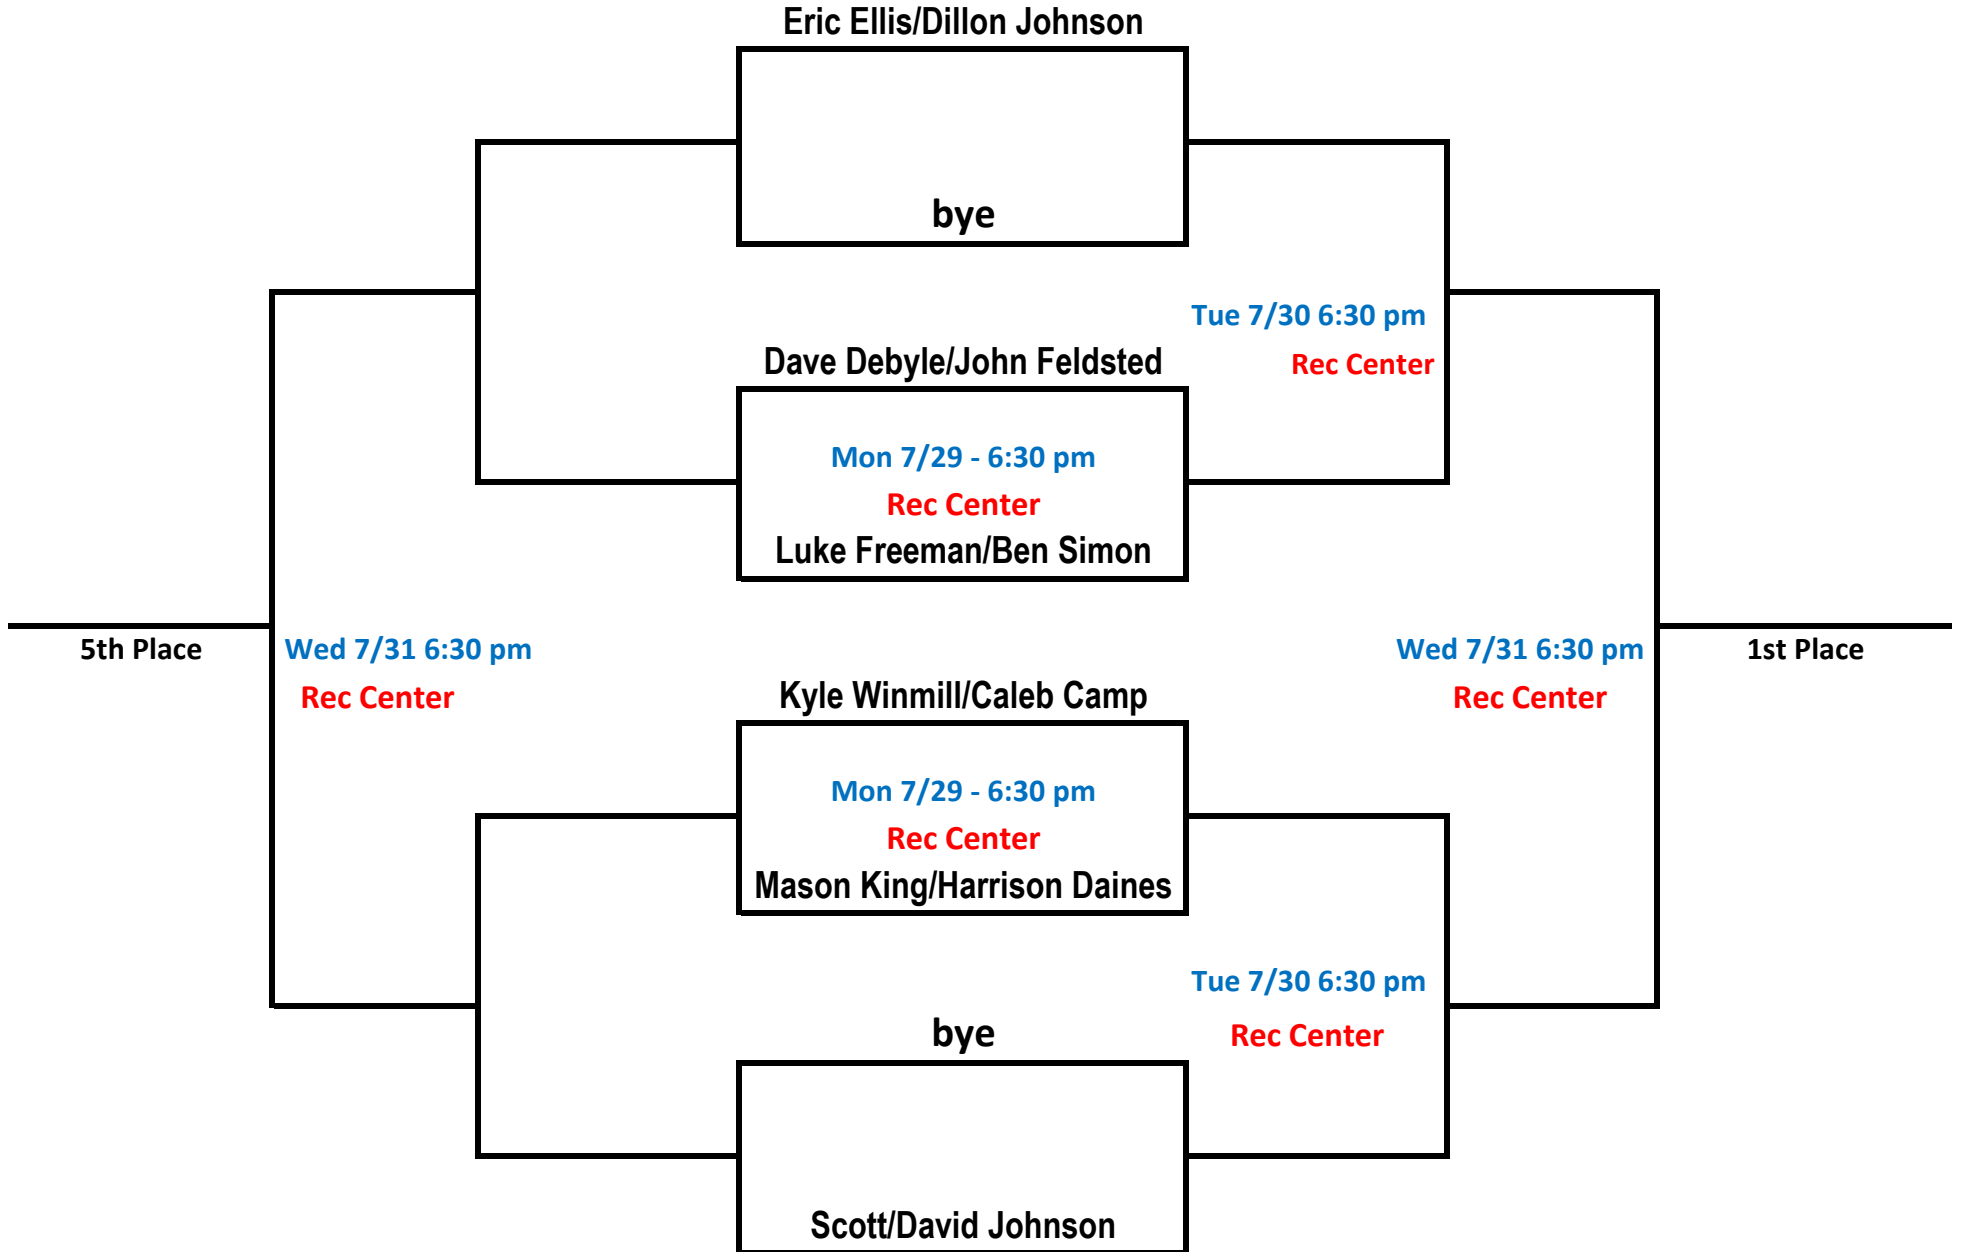 Eric Ellis/Dillon Johnson
bye
Tue 7/30 6:30 pm
Rec Center
Dave Debyle/John Feldsted
Mon 7/29 - 6:30 pm
Rec Center
Luke Freeman/Ben Simon
5th Place
Wed 7/31 6:30 pm
Rec Center
Wed 7/31 6:30 pm
Rec Center
1st Place
Kyle Winmill/Caleb Camp
Mon 7/29 - 6:30 pm
Rec Center
Mason King/Harrison Daines
Tue 7/30 6:30 pm
Rec Center
bye
Scott/David Johnson